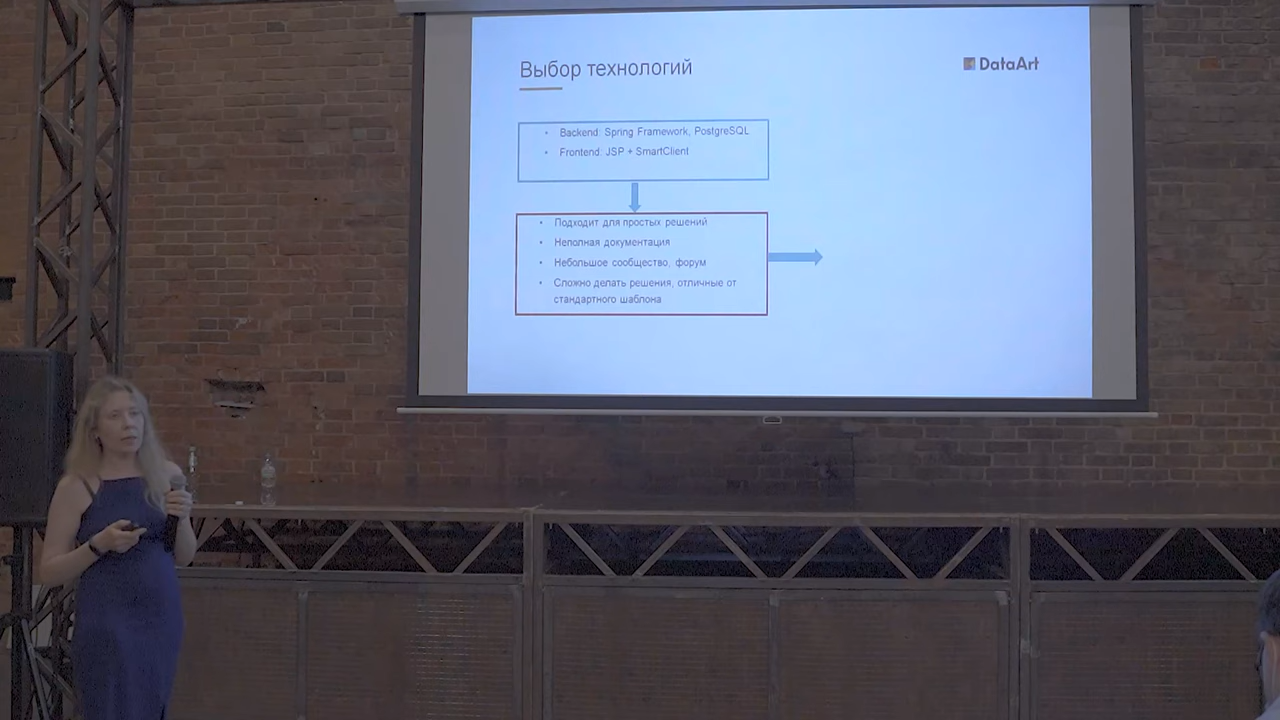 Выбор технологий
DataArt
• Backend: Spring Framework, PostgreSQL
• Frontend: JSP + SmartClient
• Подходит для простых решений
• Неполная документация
• Небольшое сообщество, форум
• Сложно делать решения, отличные от
стандартного шаблона